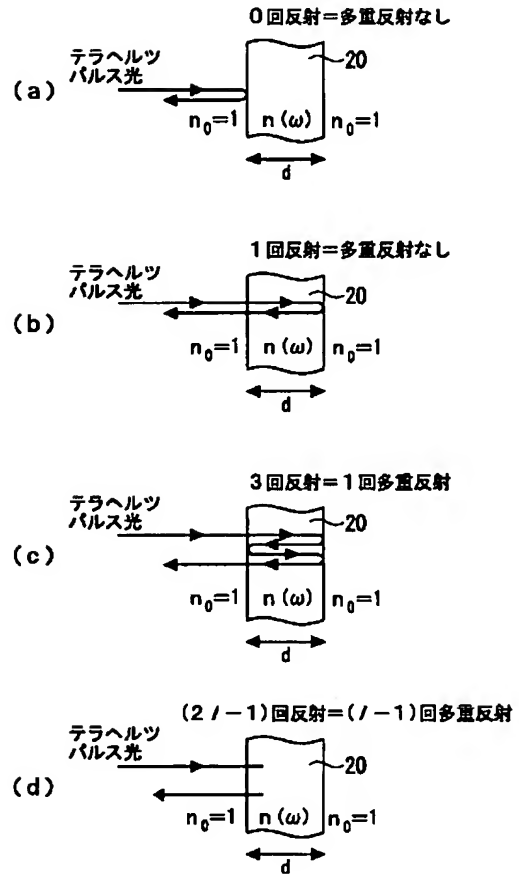 0回反射=多重反射なし
テラヘルツ
パルス光
20
(a)
n₀=1 n(ω) n₀=1
d
1回反射=多重反射なし
テラヘルツ
パルス光
20
(b)
n₀=1 n(ω) n₀=1
d
3回反射=1回多重反射
テラヘルツ
パルス光
20
(c)
n₀=1 n(ω) n₀=1
d
(2l-1)回反射=(l-1)回多重反射
テラヘルツ
パルス光
20
(d)
n₀=1 n(ω) n₀=1
d